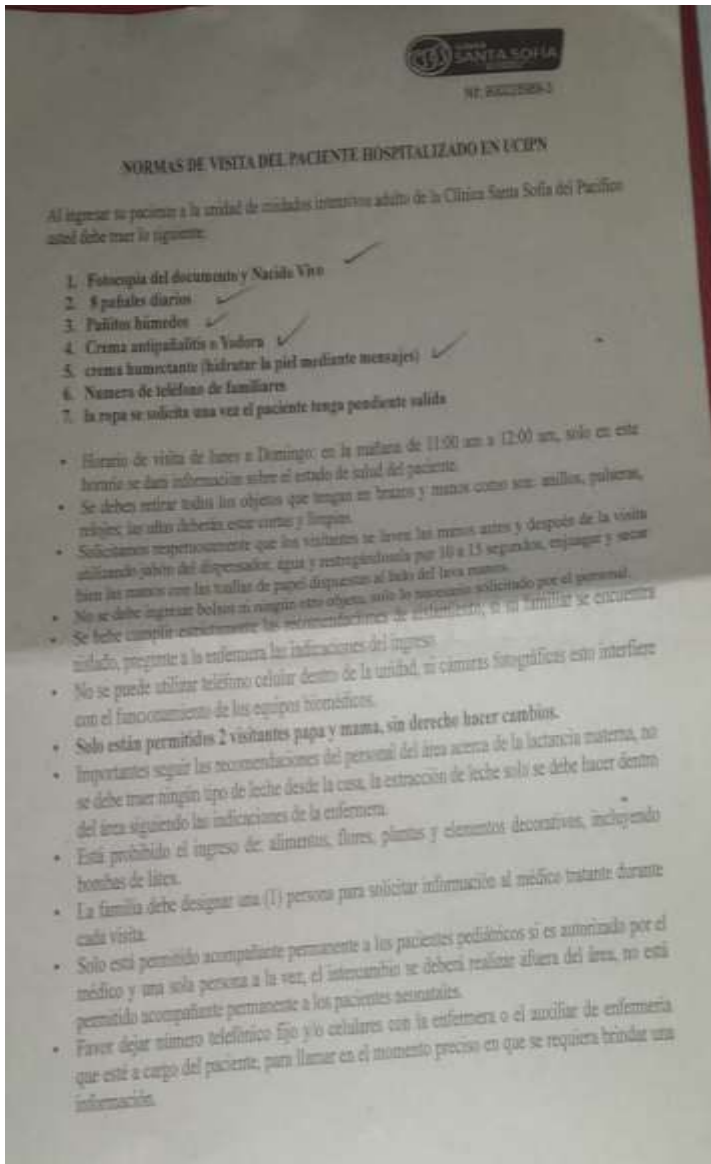 SANTA SOFIA
NORMAS DE VISITA DEL PACIENTE HOSPITALIZADO EN UCIPN
Al ingresar su paciente a la unidad de cuidados intensivos adulto de la Clínica Santa Sofía del Pacífico
usted debe traer lo siguiente:
1. Fotocopia del documento y Nacido Vivo
2. 8 pañales diarios
3. Pañitos húmedos
4. Crema antipañalitis o Yodora
5. crema humectante (hidratar la piel mediante mensajes)
6. Numero de teléfono de familiares
7. la ropa se solicita una vez el paciente tenga pendiente salida
• Horario de visita de lunes a Domingo: en la mañana de 11:00 am a 12:00 am, solo en este
horario se dará información sobre el estado de salud del paciente.
• Se deben retirar todos los objetos que tengan en brazos y manos como son: anillos, pulseras,
relojes; las uñas deberán estar cortas y limpias.
• Solicitamos respetuosamente que los visitantes se laven las manos antes y después de la visita
utilizando jabón del dispensador, agua y restregándosela por 10 a 15 segundos, enjuagar y secar
bien las manos con las toallas de papel dispuestas al lado del lava manos.
• No se debe ingresar bolsos ni ningún otro objeto, solo lo necesario solicitado por el personal.
• Se debe cumplir estrictamente las recomendaciones de aislamiento, si su familiar se encuentra
aislado, pregunte a la enfermera las indicaciones del ingreso.
• No se puede utilizar teléfono celular dentro de la unidad, ni cámaras fotográficas esto interfiere
con el funcionamiento de los equipos biomédicos.
• Solo están permitidos 2 visitantes papa y mama, sin derecho hacer cambios.
• Importantes seguir las recomendaciones del personal del área acerca de la lactancia materna, no
se debe traer ningún tipo de leche desde la casa, la extracción de leche solo se debe hacer dentro
del área siguiendo las indicaciones de la enfermera.
• Está prohibido el ingreso de: alimentos, flores, plantas y elementos decorativos, incluyendo
bombas de látex.
• La familia debe designar una (1) persona para solicitar información al médico tratante durante
cada visita.
• Solo está permitido acompañante permanente a los pacientes pediátricos si es autorizado por el
médico y una sola persona a la vez, el intercambio se deberá realizar afuera del área, no está
permitido acompañante permanente a los pacientes neonatales.
• Favor dejar número telefónico fijo y/o celulares con la enfermera o el auxiliar de enfermería
que esté a cargo del paciente, para llamar en el momento preciso en que se requiera brindar una
información.